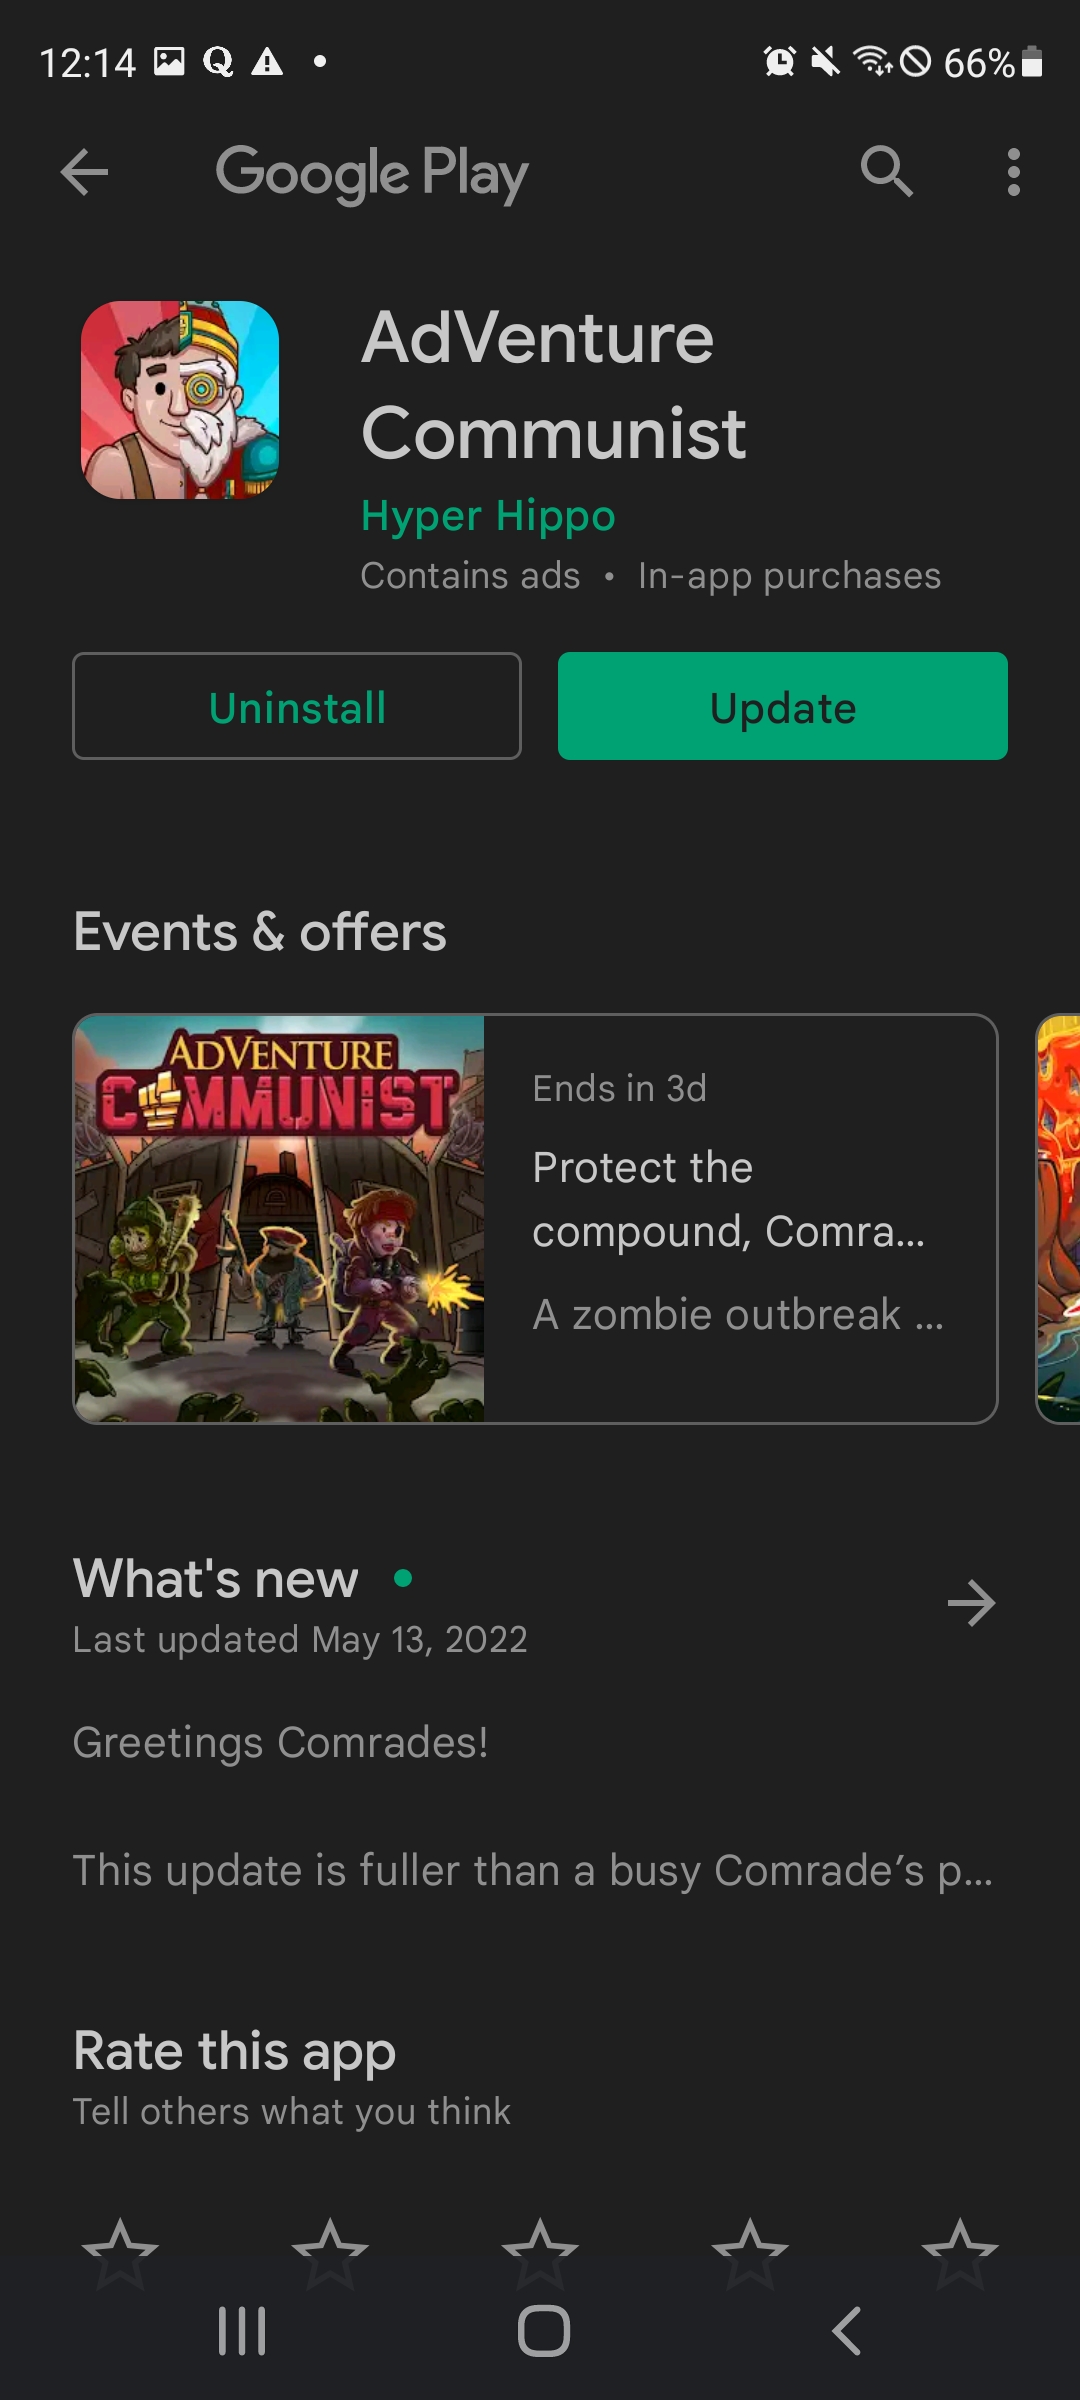 12:14
66%
Google Play
AdVenture
Communist
Hyper Hippo
Contains ads • In-app purchases
Uninstall
Update
Events & offers
ADVENTURE
COMMUNIST
Ends in 3d
Protect the
compound, Comra...
A zombie outbreak ...
What's new
Last updated May 13, 2022
Greetings Comrades!
This update is fuller than a busy Comrade’s p...
Rate this app
Tell others what you think